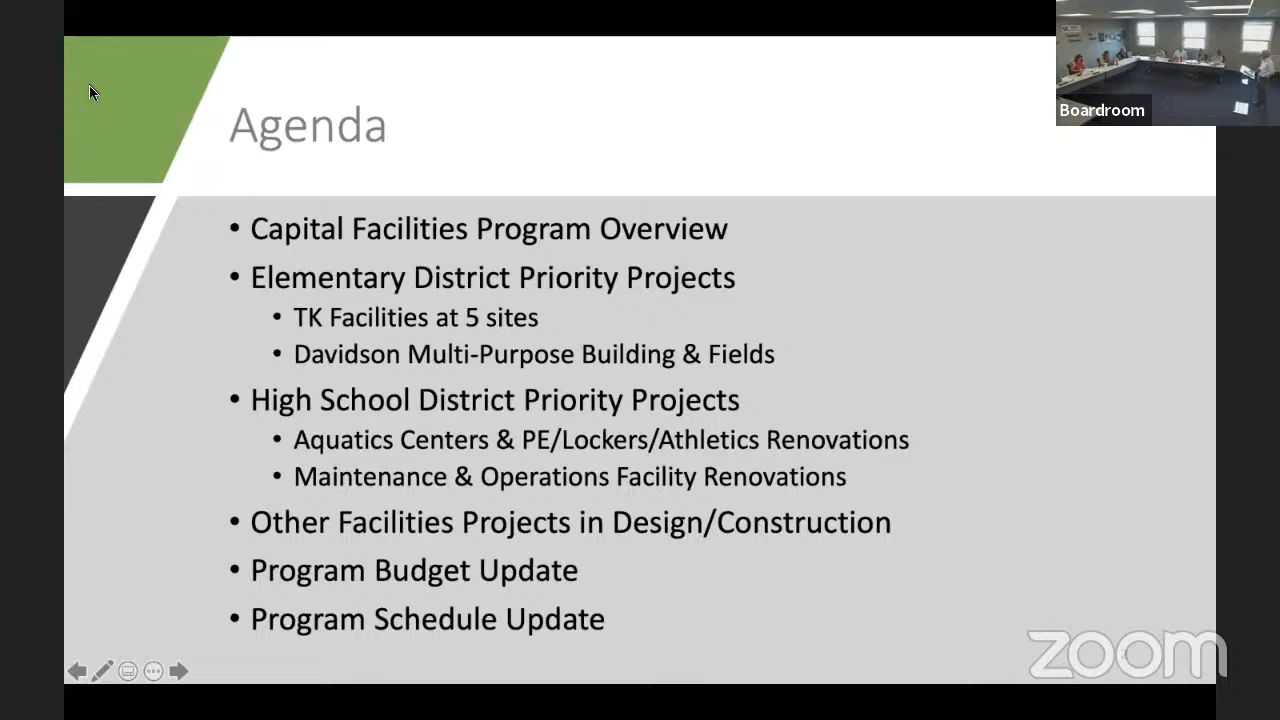 Agenda
Boardroom
• Capital Facilities Program Overview
• Elementary District Priority Projects
• TK Facilities at 5 sites
• Davidson Multi-Purpose Building & Fields
• High School District Priority Projects
• Aquatics Centers & PE/Lockers/Athletics Renovations
• Maintenance & Operations Facility Renovations
• Other Facilities Projects in Design/Construction
• Program Budget Update
• Program Schedule Update
zoom